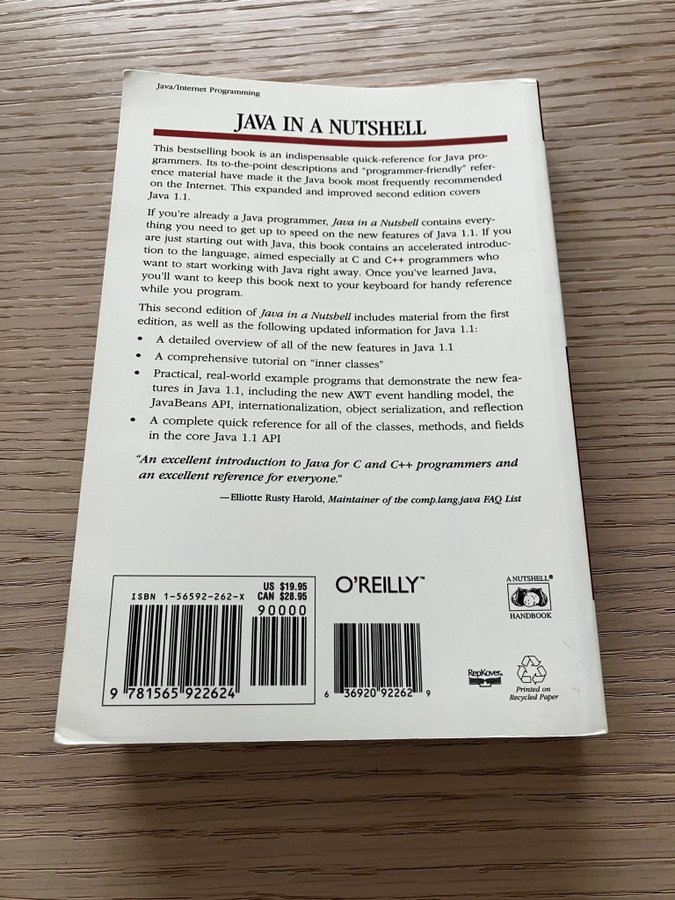 Java/Internet Programming
JAVA IN A NUTSHELL
This bestselling book is an indispensable quick-reference for Java pro-
grammers. Its to-the-point descriptions and “programmer-friendly” refer-
ence material have made it the Java book most frequently recommended
on the Internet. This expanded and improved second edition covers
Java 1.1.
If you're already a Java programmer, Java in a Nutshell contains every-
thing you need to get up to speed on the new features of Java 1.1. If you
are just starting out with Java, this book contains an accelerated introduc-
tion to the language, aimed especially at C and C++ programmers who
want to start working with Java right away. Once you've learned Java,
you'll want to keep this book next to your keyboard for handy reference
while you program.
This second edition of Java in a Nutshell includes material from the first
edition, as well as the following updated information for Java 1.1:
• A detailed overview of all of the new features in Java 1.1
• A comprehensive tutorial on “inner classes”
• Practical, real-world example programs that demonstrate the new fea-
tures in Java 1.1, including the new AWT event handling model, the
JavaBeans API, internationalization, object serialization, and reflection
• A complete quick reference for all of the classes, methods, and fields
in the core Java 1.1 API
“An excellent introduction to Java for C and C++ programmers and
an excellent reference for everyone.”
—Elliotte Rusty Harold, Maintainer of the comp.lang.java FAQ List
US $19.95
CAN $28.95
ISBN 1-56592-262-X
90000
9 781565 922624
O'REILLY™
6 36920 92262 9
A NUTSHELL®
HANDBOOK
RepKover™
Printed on
Recycled Paper